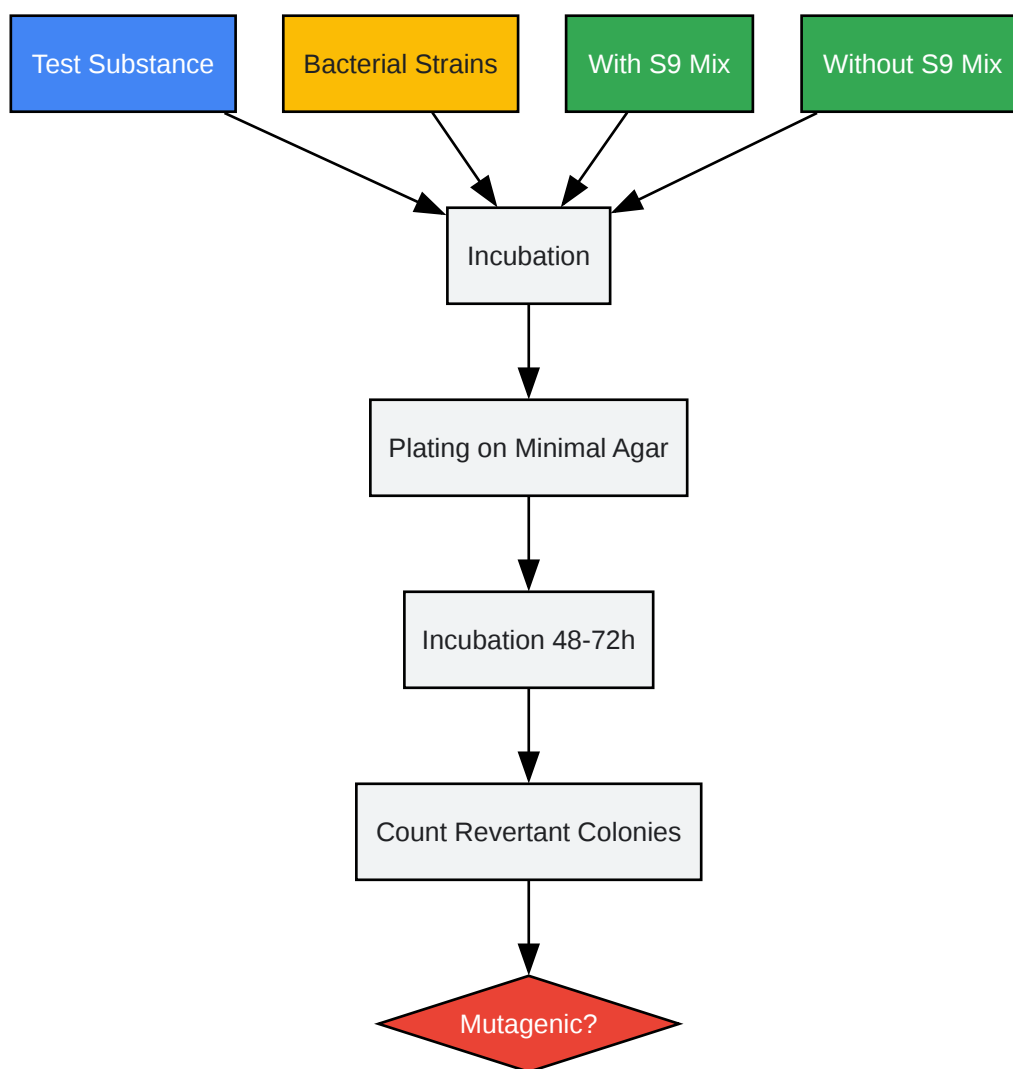 Test Substance
Bacterial Strains
With S9 Mix
Without S9 Mix
Incubation
Plating on Minimal Agar
Incubation 48-72h
Count Revertant Colonies
Mutagenic?